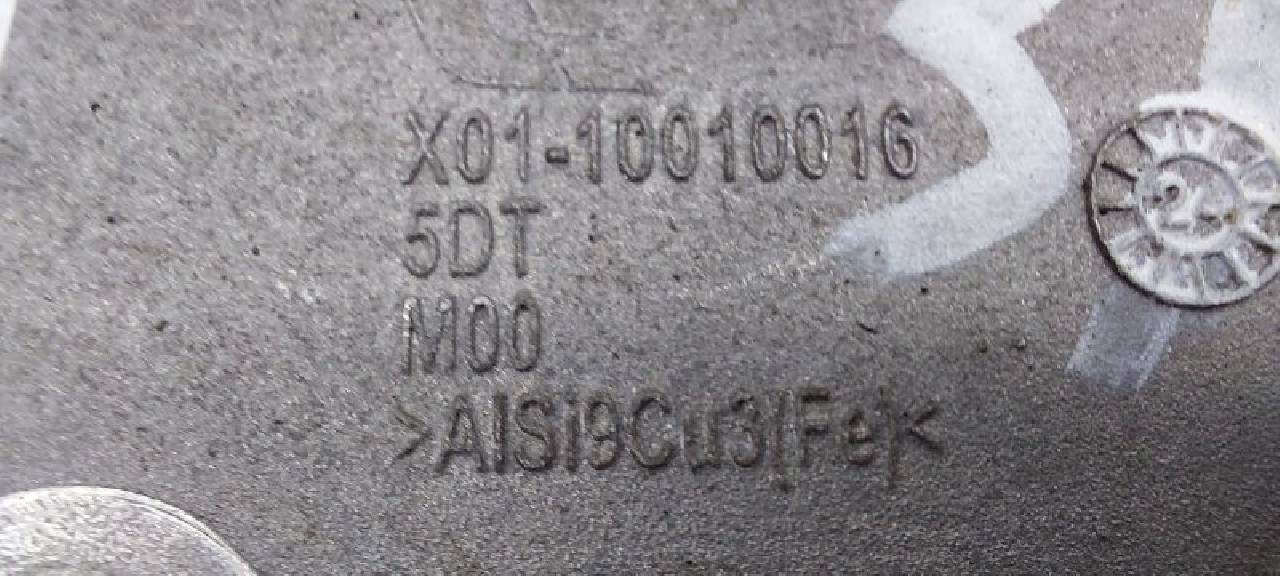 X01-10010016
5DT
M00
>AlSi9Cu3(Fe)<